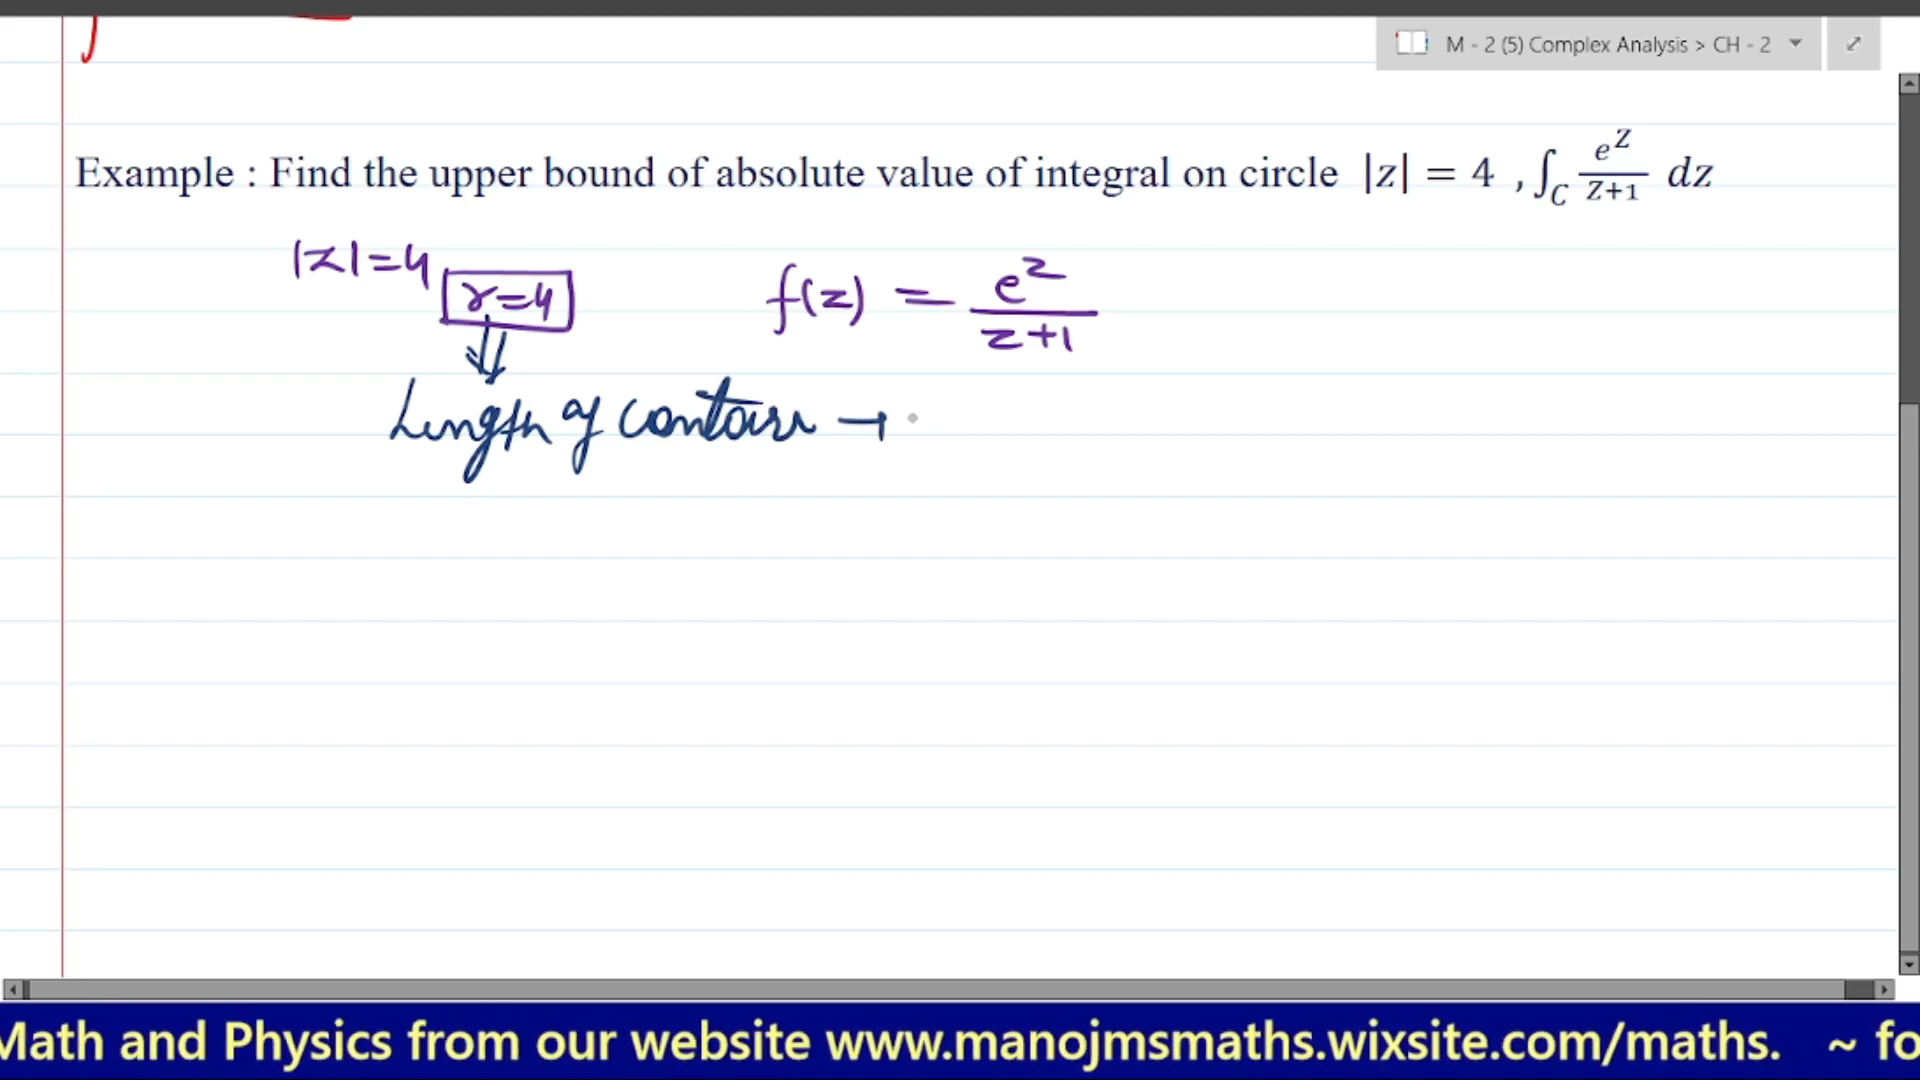 M - 2 (5) Complex Analysis > CH - 2
Example : Find the upper bound of absolute value of integral on circle |z| = 4 , ∫_C e^Z/(Z+1) dz
|z|=4
r=4
f(z) = e^z/(z+1)
Length of contour →
Math and Physics from our website www.manojmsmaths.wixsite.com/maths. ~ fo